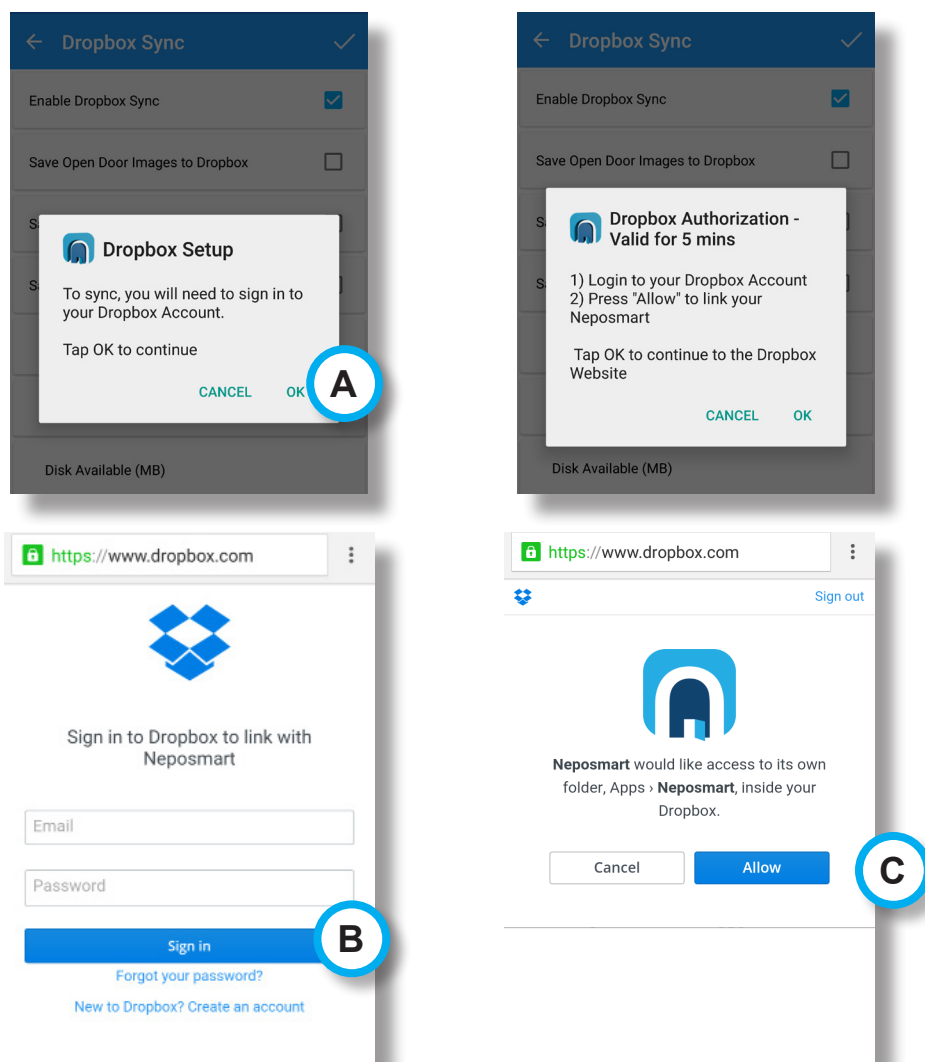 Dropbox Sync
Enable Dropbox Sync
Save Open Door Images to Dropbox
S
Dropbox Setup
S
To sync, you will need to sign in to
your Dropbox Account.
Tap OK to continue
CANCEL OK
A
Disk Available (MB)
Dropbox Sync
Enable Dropbox Sync
Save Open Door Images to Dropbox
S
Dropbox Authorization -
Valid for 5 mins
S
1) Login to your Dropbox Account
2) Press "Allow" to link your
Neposmart
Tap OK to continue to the Dropbox
Website
CANCEL OK
Disk Available (MB)
https://www.dropbox.com
Sign in to Dropbox to link with
Neposmart
Email
Password
Sign in
B
Forgot your password?
New to Dropbox? Create an account
https://www.dropbox.com
Sign out
Neposmart would like access to its own
folder, Apps › Neposmart, inside your
Dropbox.
Cancel Allow
C